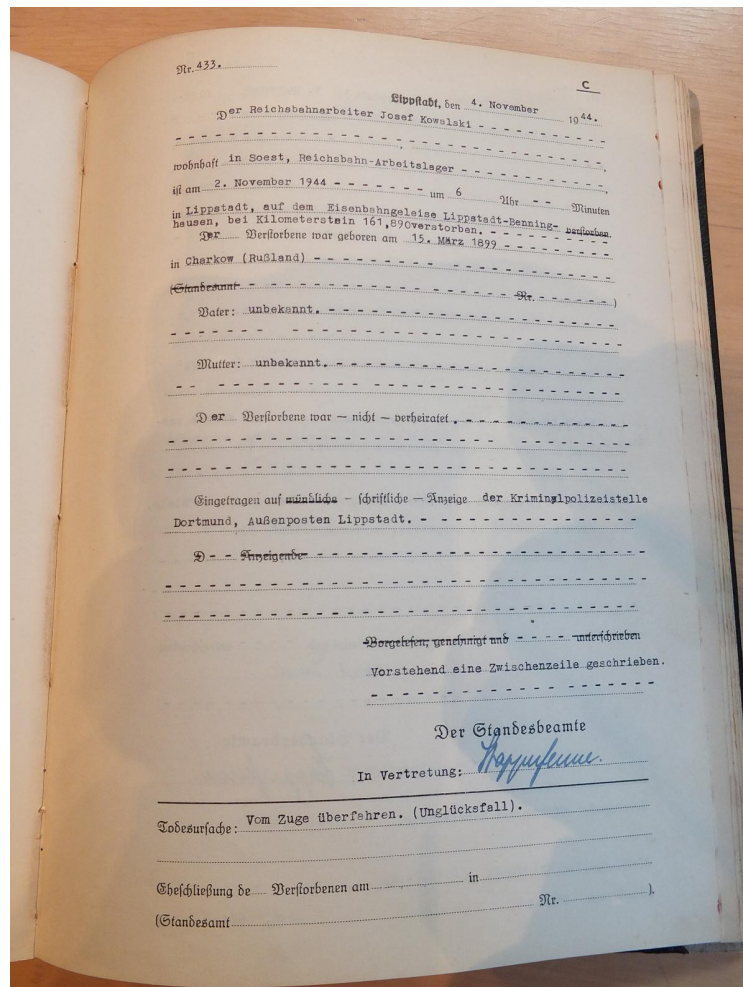 Nr. 433.
C
Lippstadt, den 4. November 1944.
Der Reichsbahnarbeiter Josef Kowalski - - - - - - - - - -
- - - - - - - - - - - - - - - - - - - - - - - - - - ,
wohnhaft in Soest, Reichsbahn-Arbeitslager - - - - - - - - - - - ,
ist am 2. November 1944 - - - - - - - um 6 Uhr - - Minuten
in Lippstadt, auf dem Eisenbahngeleise Lippstadt-Benning- verstorben.
hausen, bei Kilometerstein 161,890verstorben. - - - - - - - - -
Der Verstorbene war geboren am 15. März 1899 - - - - - - - -
in Charkow (Rußland) - - - - - - - - - - - - - - - - - -
(Standesamt - - - - - - - - - - - - - - - - Nr. - - - - - )
Vater: unbekannt. - - - - - - - - - - - - - - - - - - - -
- - - - - - - - - - - - - - - - - - - - - - - - - - - -
Mutter: unbekannt. - - - - - - - - - - - - - - - - - - -
- - - - - - - - - - - - - - - - - - - - - - - - - - - -
Der Verstorbene war — nicht — verheiratet . - - - - - - - - - - -
- - - - - - - - - - - - - - - - - - - - - - - - - - - -
- - - - - - - - - - - - - - - - - - - - - - - - - - - -
Eingetragen auf mündliche – schriftliche — Anzeige der Kriminalpolizeistelle
Dortmund, Außenposten Lippstadt. - - - - - - - - - - - - - - -
D - - Anzeigende - - - - - - - - - - - - - - - - - - - - -
- - - - - - - - - - - - - - - - - - - - - - - - - - - -
- - - - - - - - - - - - - - - - - - - - - - - - - - - -
Vorgelesen, genehmigt und - - - - unterschrieben
Vorstehend eine Zwischenzeile geschrieben.
- - - - - - - - - - - - - - - - - -
Der Standesbeamte
In Vertretung:
Todesursache: Vom Zuge überfahren. (Unglücksfall).
Eheschließung de Verstorbenen am in
(Standesamt Nr. ).